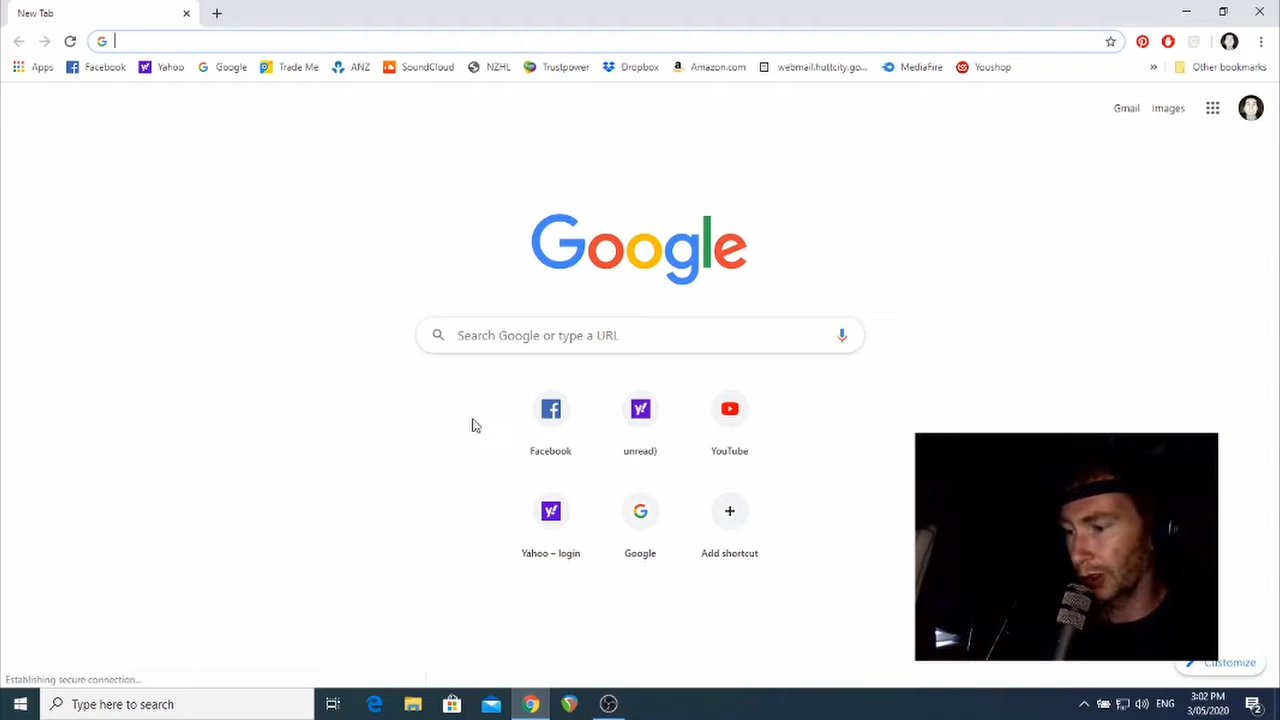 New Tab
Apps Facebook Yahoo Google Trade Me ANZ SoundCloud NZHL Trustpower Dropbox Amazon.com webmail.huttcity.go... MediaFire Youshop » Other bookmarks
Gmail Images
Google
Search Google or type a URL
Facebook unread) YouTube
Yahoo – login Google Add shortcut
Customize
Establishing secure connection...
Type here to search
ENG
3:02 PM
3/05/2020
2